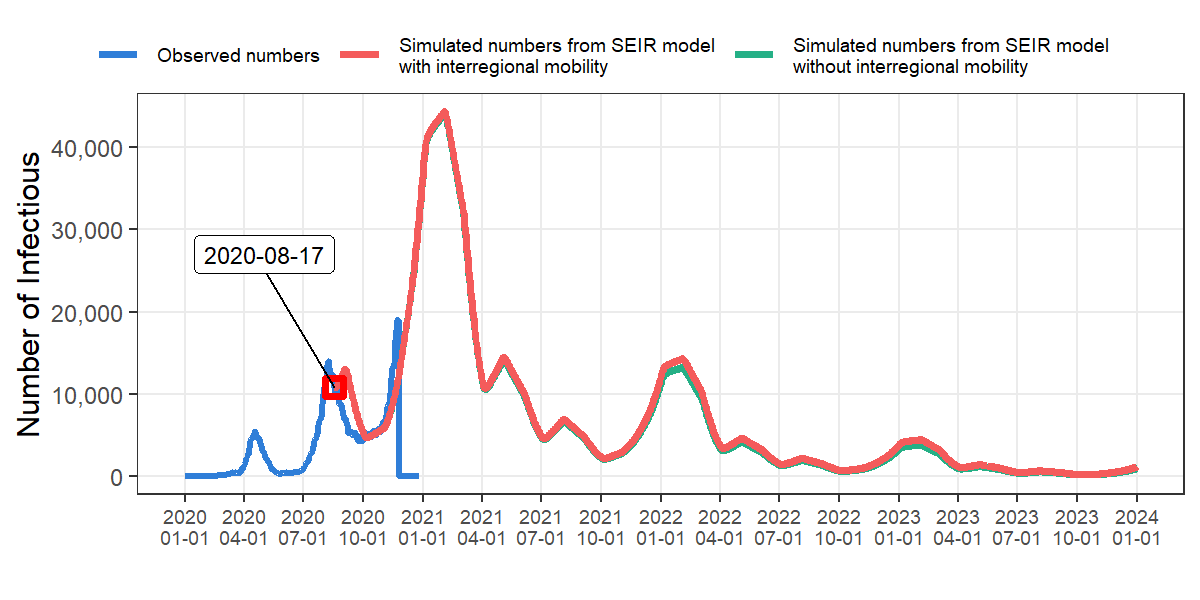 Observed numbers
Simulated numbers from SEIR model
with interregional mobility
Simulated numbers from SEIR model
without interregional mobility
Number of Infectious
40,000
30,000
20,000
10,000
0
2020-08-17
2020 2020 2020 2020 2021 2021 2021 2021 2022 2022 2022 2022 2023 2023 2023 2023 2024
01-01 04-01 07-01 10-01 01-01 04-01 07-01 10-01 01-01 04-01 07-01 10-01 01-01 04-01 07-01 10-01 01-01